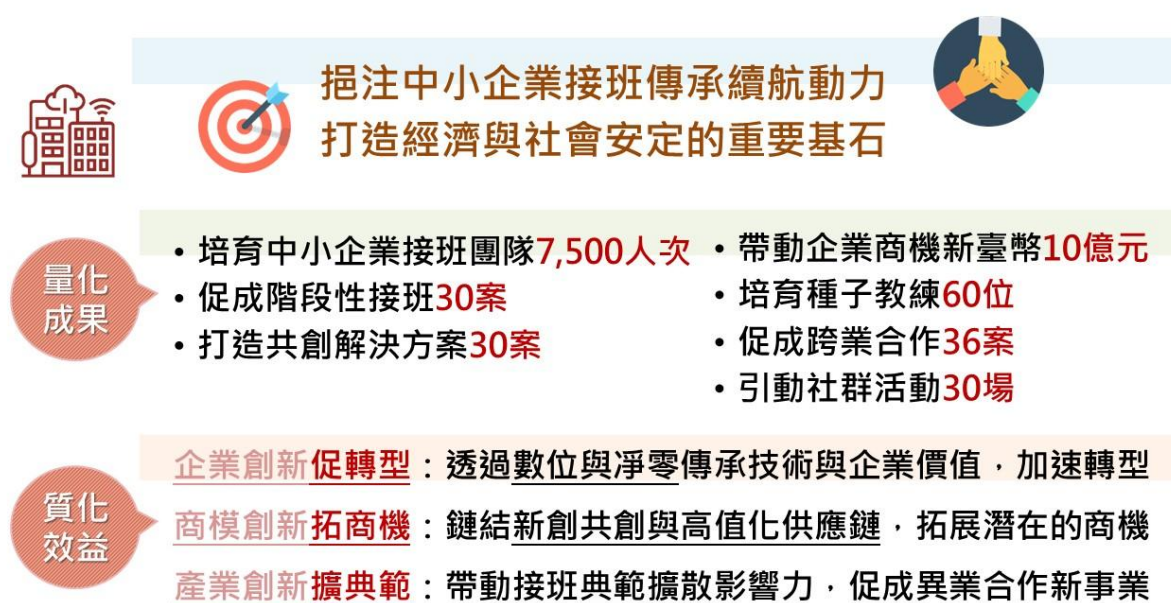 挹注中小企業接班傳承續航動力
打造經濟與社會安定的重要基石
量化
成果
• 培育中小企業接班團隊7,500人次
• 促成階段性接班30案
• 打造共創解決方案30案
• 帶動企業商機新臺幣10億元
• 培育種子教練60位
• 促成跨業合作36案
• 引動社群活動30場
質化
效益
企業創新促轉型：透過數位與凈零傳承技術與企業價值，加速轉型
商模創新拓商機：鏈結新創共創與高值化供應鏈，拓展潛在的商機
產業創新擴典範：帶動接班典範擴散影響力，促成異業合作新事業